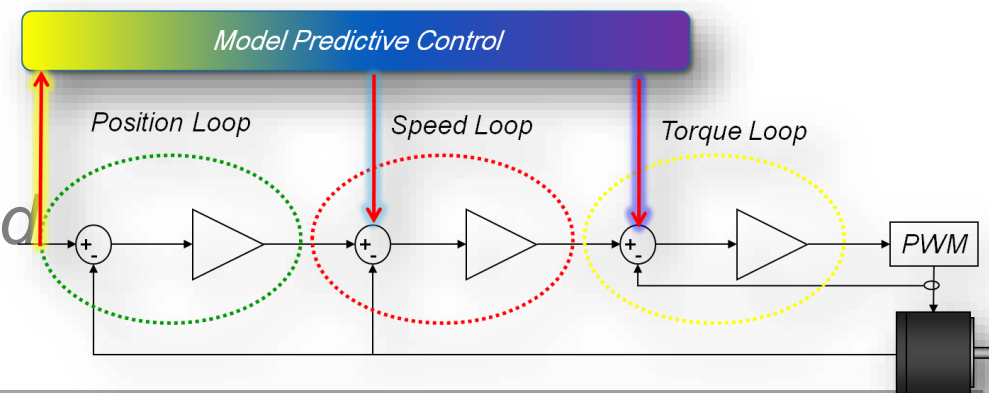 Model Predictive Control
Position Loop
Speed Loop
Torque Loop
d
+
-
+
-
+
-
PWM